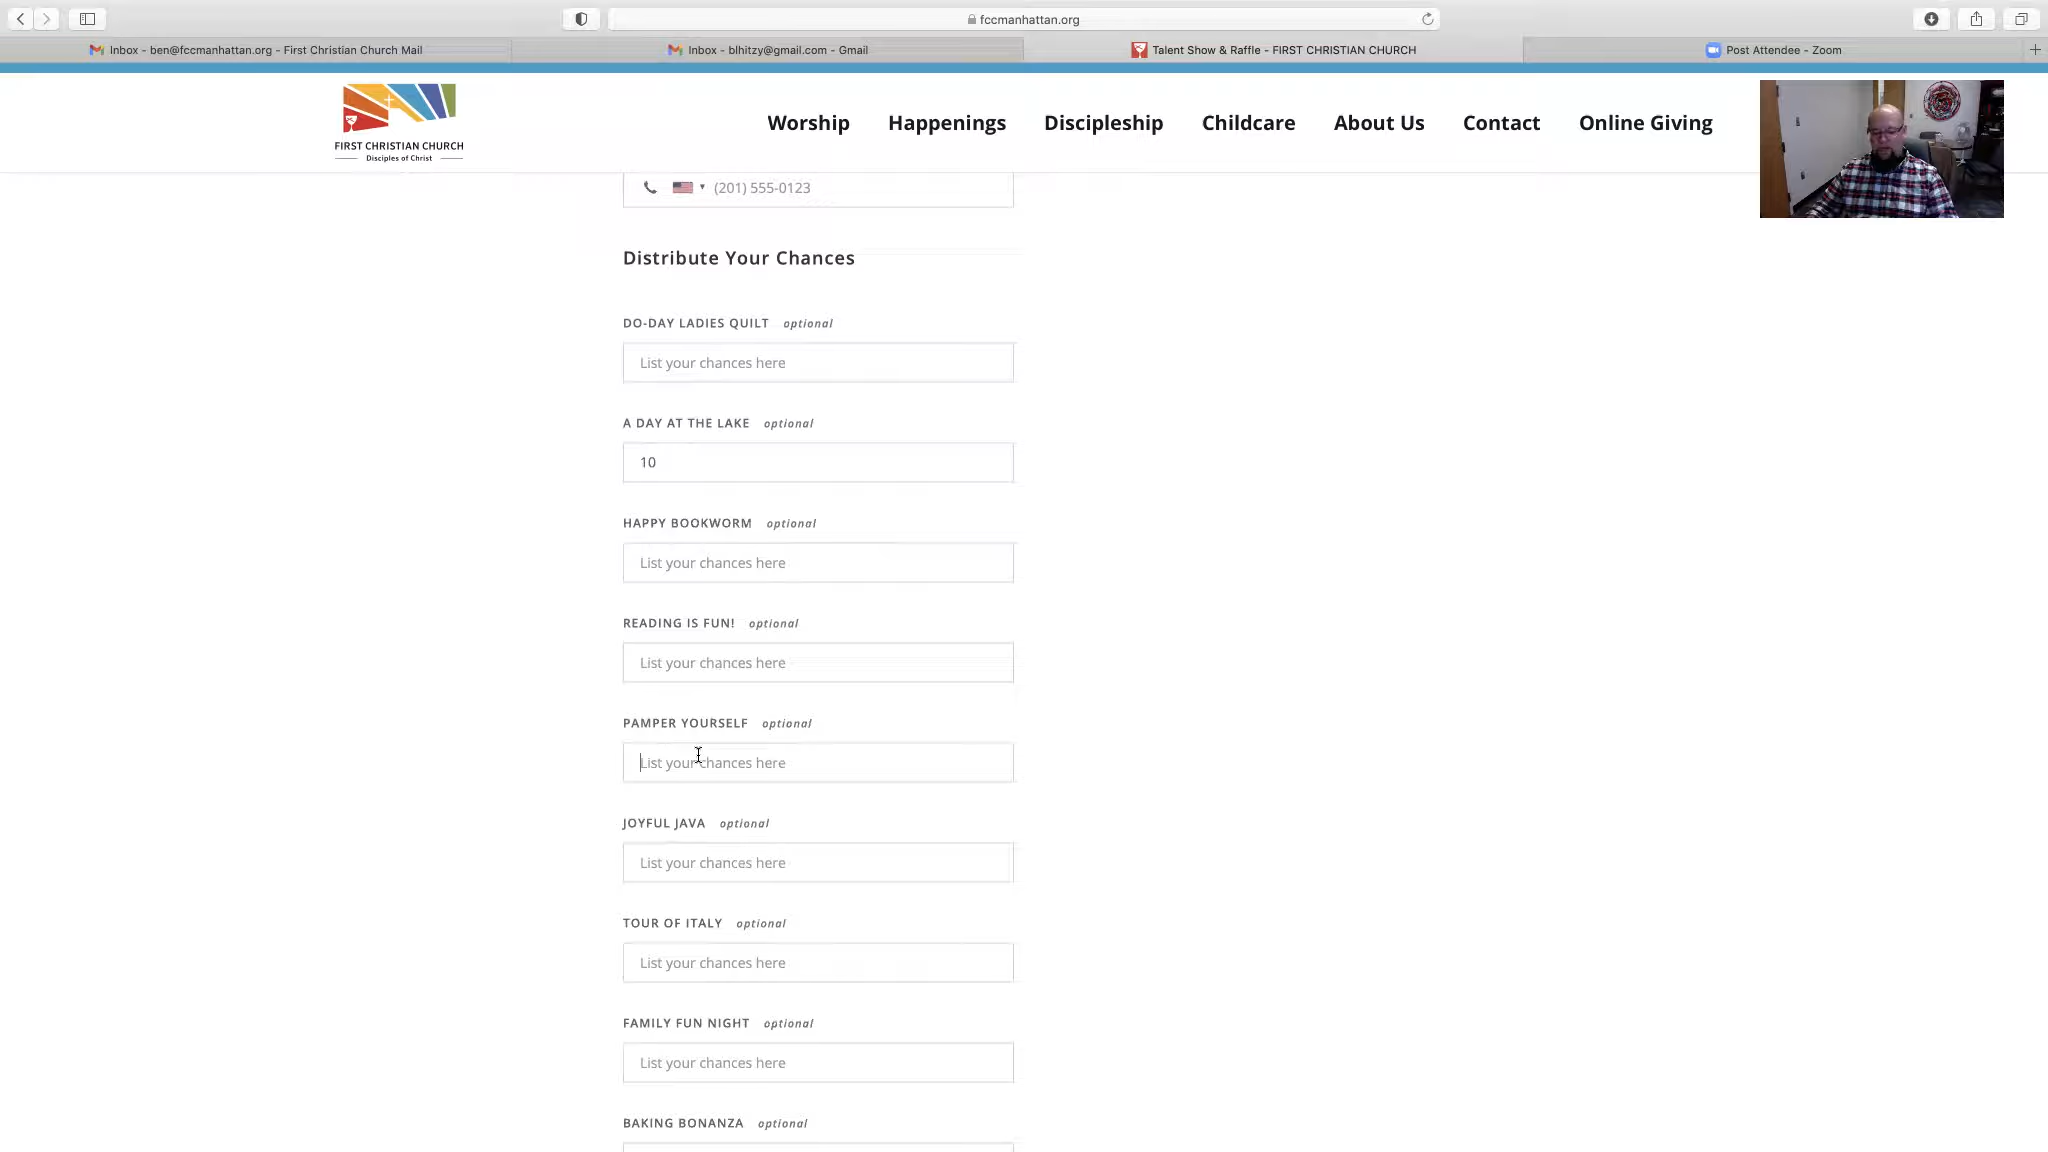 fccmanhattan.org
Inbox - ben@fccmanhattan.org - First Christian Church Mail
Inbox - blhitzy@gmail.com - Gmail
Talent Show & Raffle - FIRST CHRISTIAN CHURCH
Post Attendee - Zoom
FIRST CHRISTIAN CHURCH
Disciples of Christ
Worship
Happenings
Discipleship
Childcare
About Us
Contact
Online Giving
(201) 555-0123
Distribute Your Chances
DO-DAY LADIES QUILT optional
List your chances here
A DAY AT THE LAKE optional
10
HAPPY BOOKWORM optional
List your chances here
READING IS FUN! optional
List your chances here
PAMPER YOURSELF optional
List your chances here
JOYFUL JAVA optional
List your chances here
TOUR OF ITALY optional
List your chances here
FAMILY FUN NIGHT optional
List your chances here
BAKING BONANZA optional